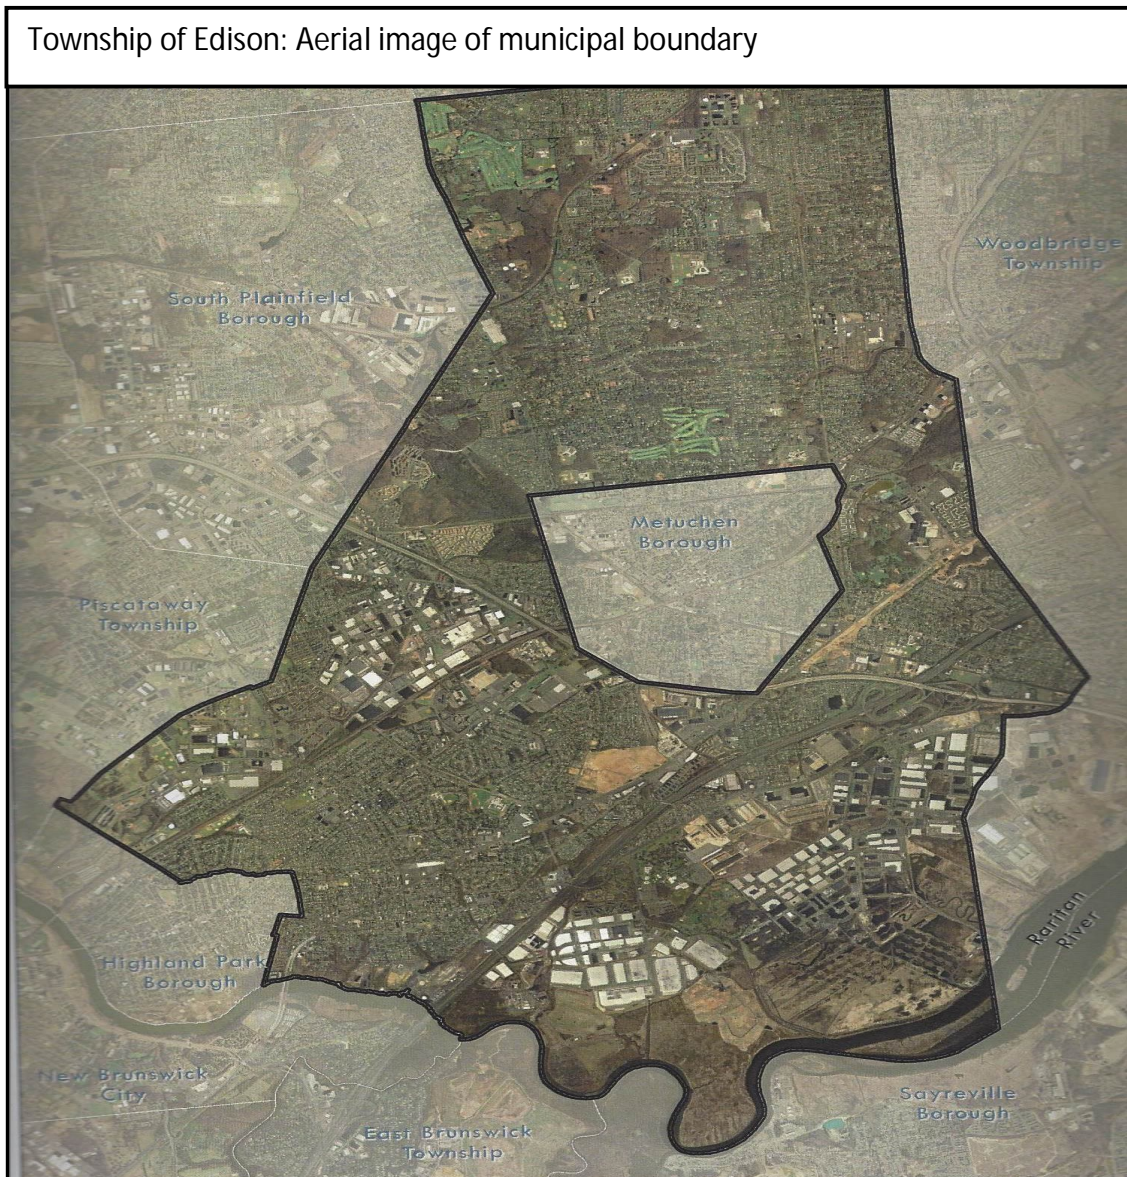 Township of Edison: Aerial image of municipal boundary
Woodbridge
Township
South Plainfield
Borough
Metuchen
Borough
Piscataway
Township
Raritan
River
Highland Park
Borough
New Brunswick
City
Sayreville
Borough
East Brunswick
Township